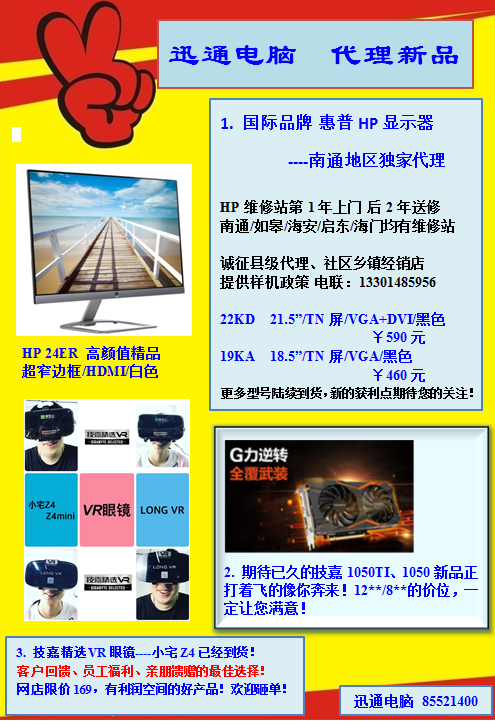 迅通电脑 代理新品
1. 国际品牌 惠普 HP 显示器
----南通地区独家代理
HP 维修站第 1 年上门 后 2 年送修
南通/如皋/海安/启东/海门均有维修站
诚征县级代理、社区乡镇经销店
提供样机政策 电联：13301485956
22KD 21.5”/TN 屏/VGA+DVI/黑色
￥590 元
19KA 18.5”/TN 屏/VGA/黑色
￥460 元
更多型号陆续到货，新的获利点期待您的关注！
HP 24ER 高颜值精品
超窄边框/HDMI/白色
技嘉精选VR
GIGABYTE SELECTED
小宅Z4
Z4mini
VR眼镜
LONG VR
LONG VR
技嘉精选VR
GIGABYTE SELECTED
LONG VR
G力逆转
全覆武装
2. 期待已久的技嘉 1050TI、1050 新品正
打着飞的像你奔来！12**/8**的价位，一
定让您满意！
3. 技嘉精选 VR 眼镜----小宅 Z4 已经到货！
客户回馈、员工福利、亲朋馈赠的最佳选择！
网店限价 169，有利润空间的好产品！欢迎砸单！
迅通电脑 85521400